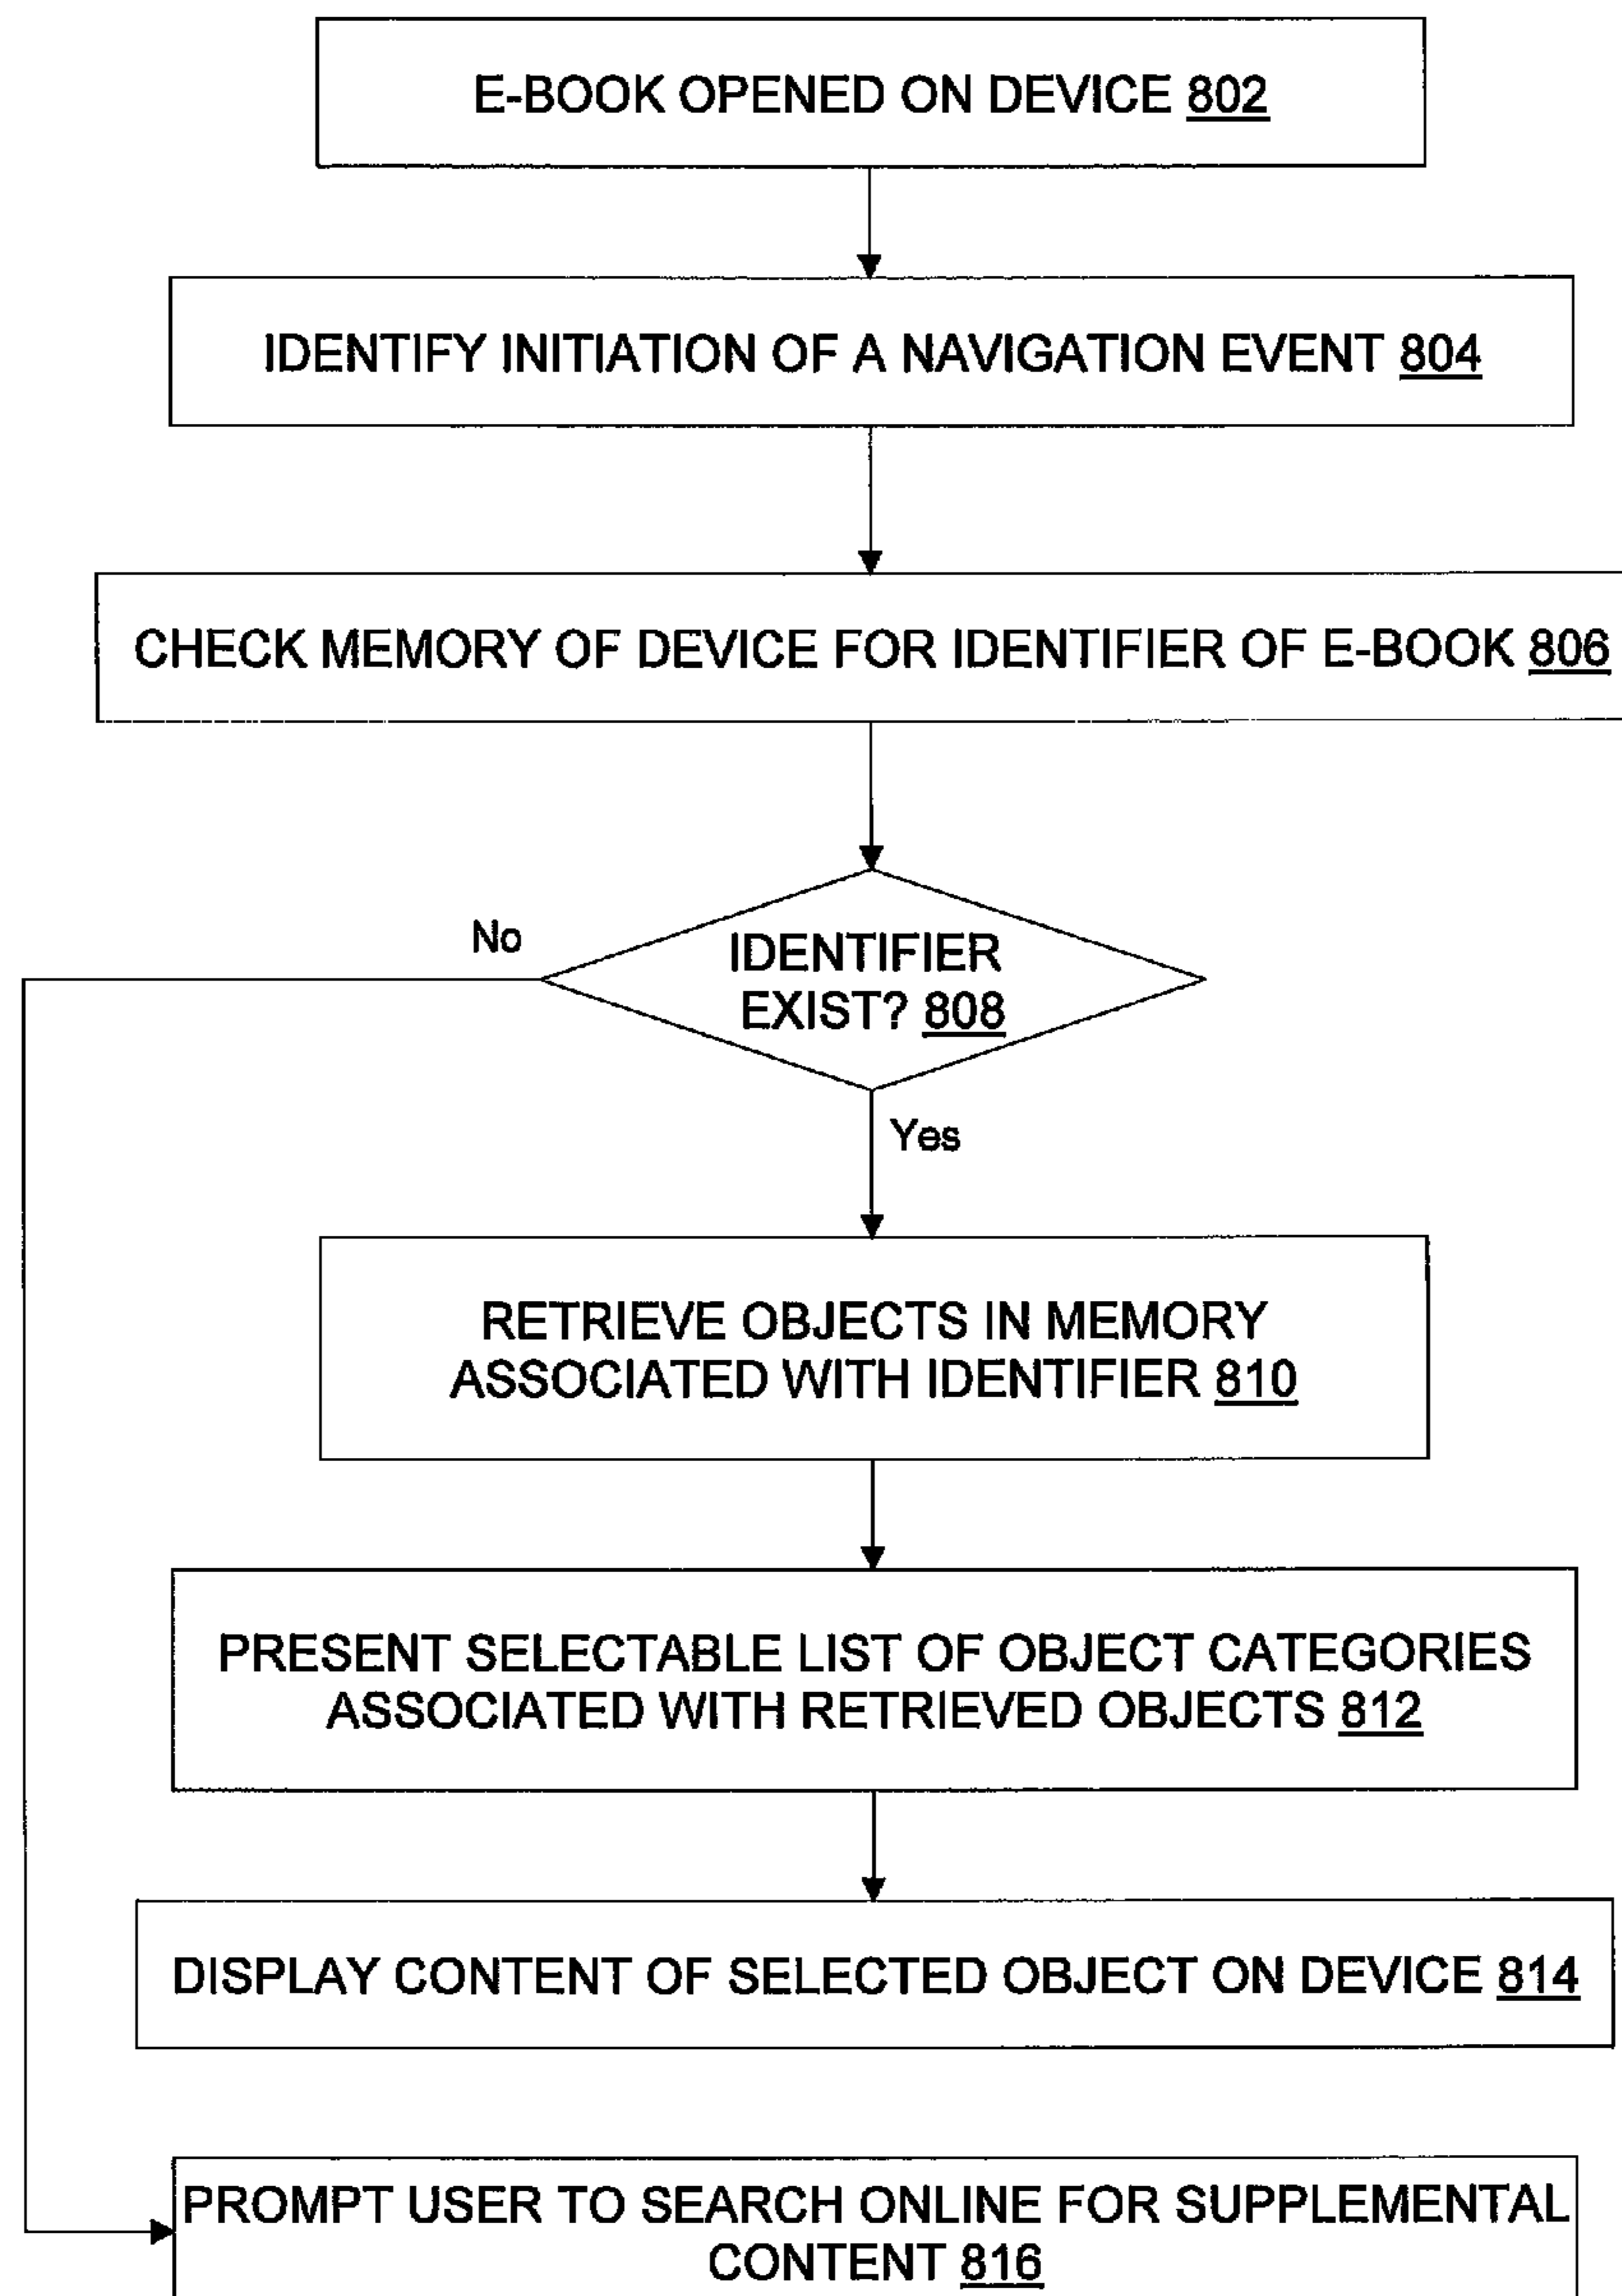 E-BOOK OPENED ON DEVICE 802
IDENTIFY INITIATION OF A NAVIGATION EVENT 804
CHECK MEMORY OF DEVICE FOR IDENTIFIER OF E-BOOK 806
No
IDENTIFIER
EXIST? 808
Yes
RETRIEVE OBJECTS IN MEMORY
ASSOCIATED WITH IDENTIFIER 810
PRESENT SELECTABLE LIST OF OBJECT CATEGORIES
ASSOCIATED WITH RETRIEVED OBJECTS 812
DISPLAY CONTENT OF SELECTED OBJECT ON DEVICE 814
PROMPT USER TO SEARCH ONLINE FOR SUPPLEMENTAL
CONTENT 816